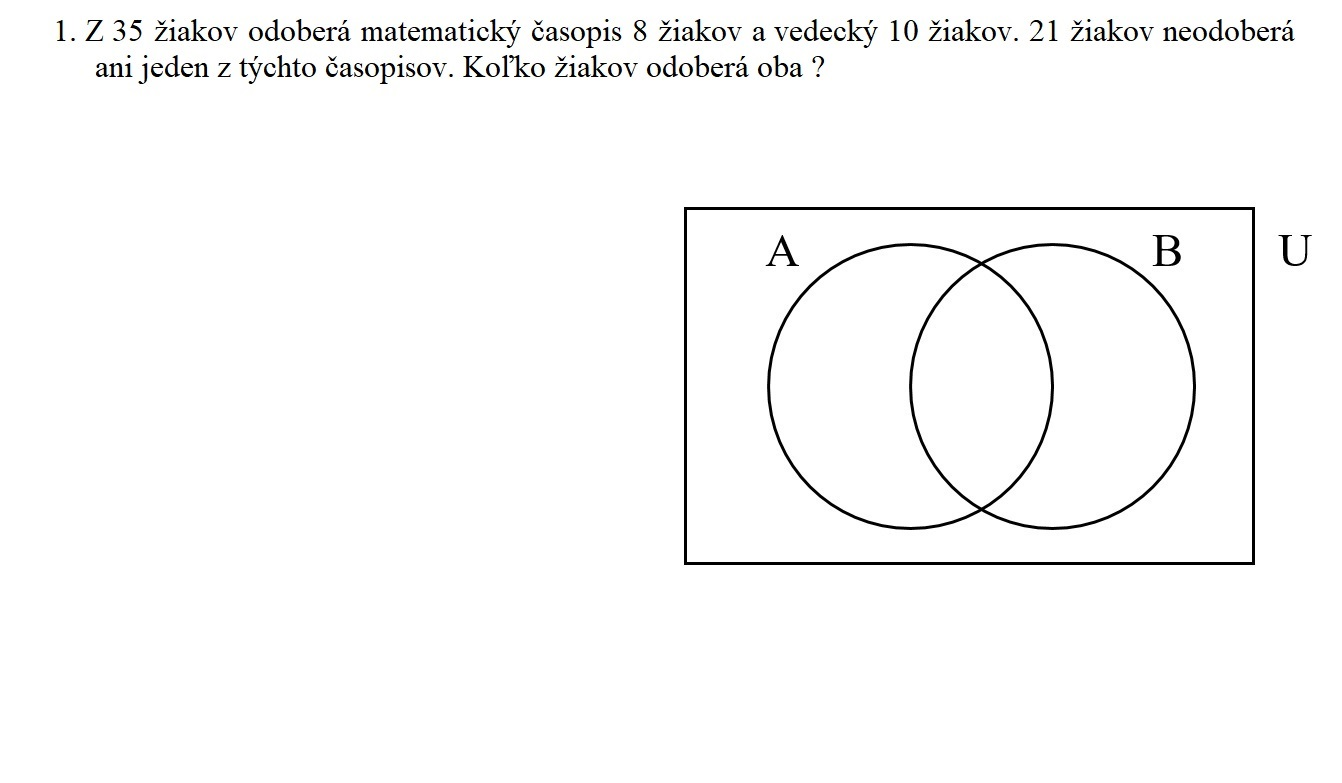 1. Z 35 žiakov odoberá matematický časopis 8 žiakov a vedecký 10 žiakov. 21 žiakov neodoberá
ani jeden z týchto časopisov. Koľko žiakov odoberá oba ?
A B U